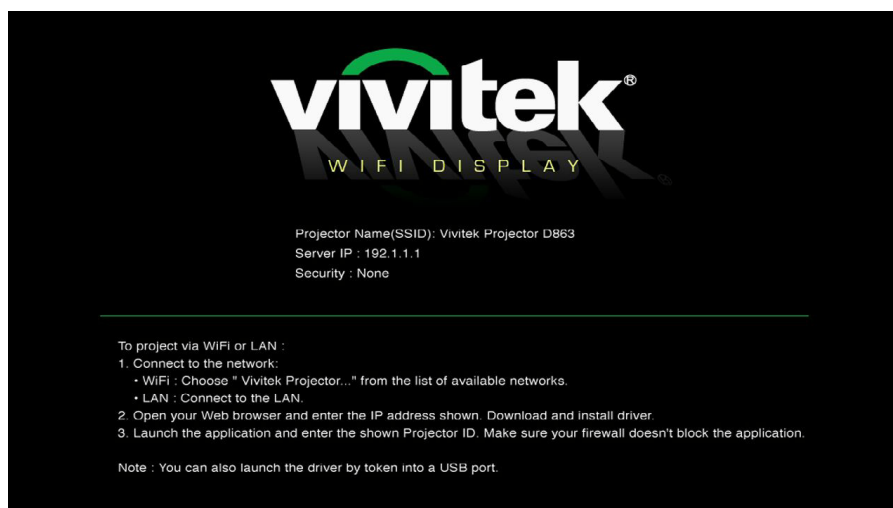 vivitek®
WIFI DISPLAY
Projector Name(SSID): Vivitek Projector D863
Server IP : 192.1.1.1
Security : None
To project via WiFi or LAN :
1. Connect to the network:
• WiFi : Choose " Vivitek Projector..." from the list of available networks.
• LAN : Connect to the LAN.
2. Open your Web browser and enter the IP address shown. Download and install driver.
3. Launch the application and enter the shown Projector ID. Make sure your firewall doesn't block the application.
Note : You can also launch the driver by token into a USB port.